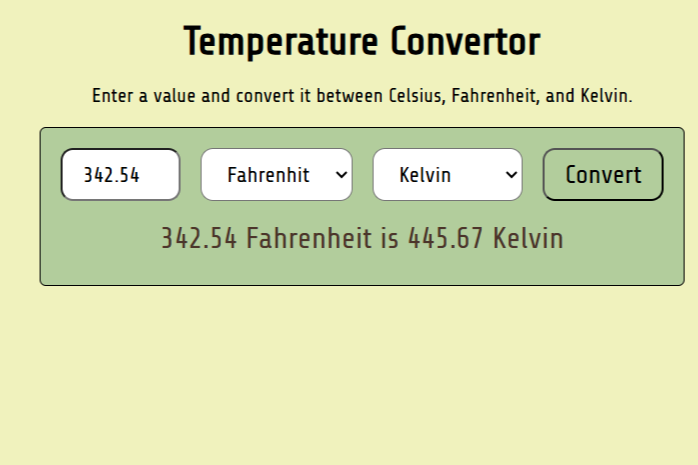 Temperature Convertor
Enter a value and convert it between Celsius, Fahrenheit, and Kelvin.
342.54 Fahrenhit Kelvin Convert
342.54 Fahrenheit is 445.67 Kelvin